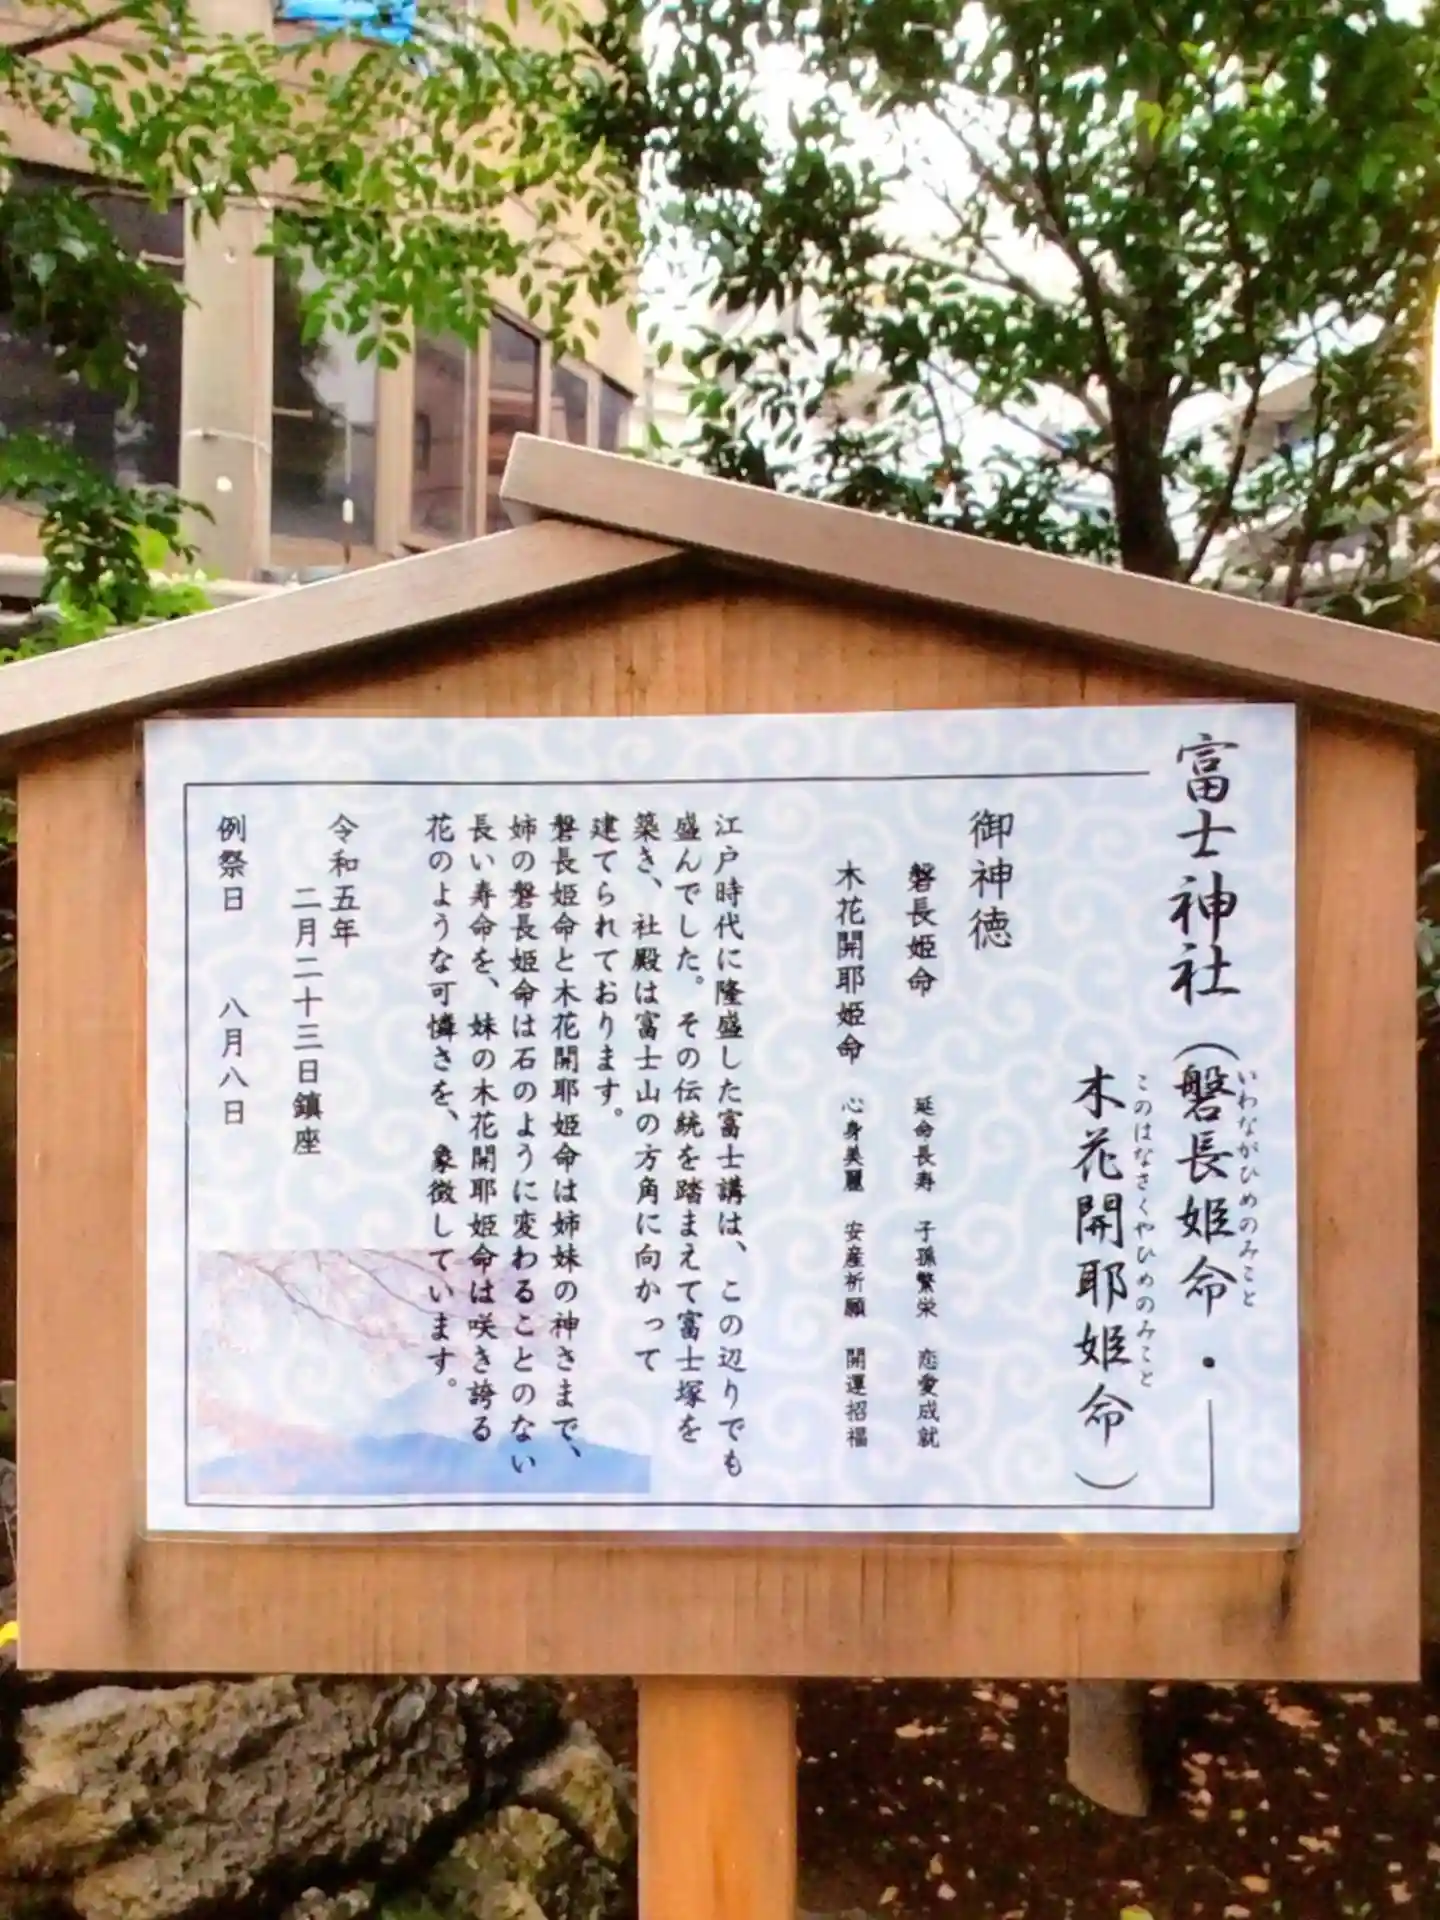 富士神社（磐長姫命・
いわながひめのみこと
木花開耶姫命）
このはなさくやひめのみこと
御神徳
磐長姫命 延命長寿 子孫繁栄 恋愛成就
木花開耶姫命 心身美麗 安産祈願 開運招福
江戸時代に隆盛した富士講は、この辺りでも
盛んでした。その伝統を踏まえて富士塚を
築き、社殿は富士山の方角に向かって
建てられております。
磐長姫命と木花開耶姫命は姉妹の神さまで、
姉の磐長姫命は石のように変わることのない
長い寿命を、妹の木花開耶姫命は咲き誇る
花のような可憐さを、象徴しています。
令和五年
二月二十三日鎮座
例祭日 八月八日